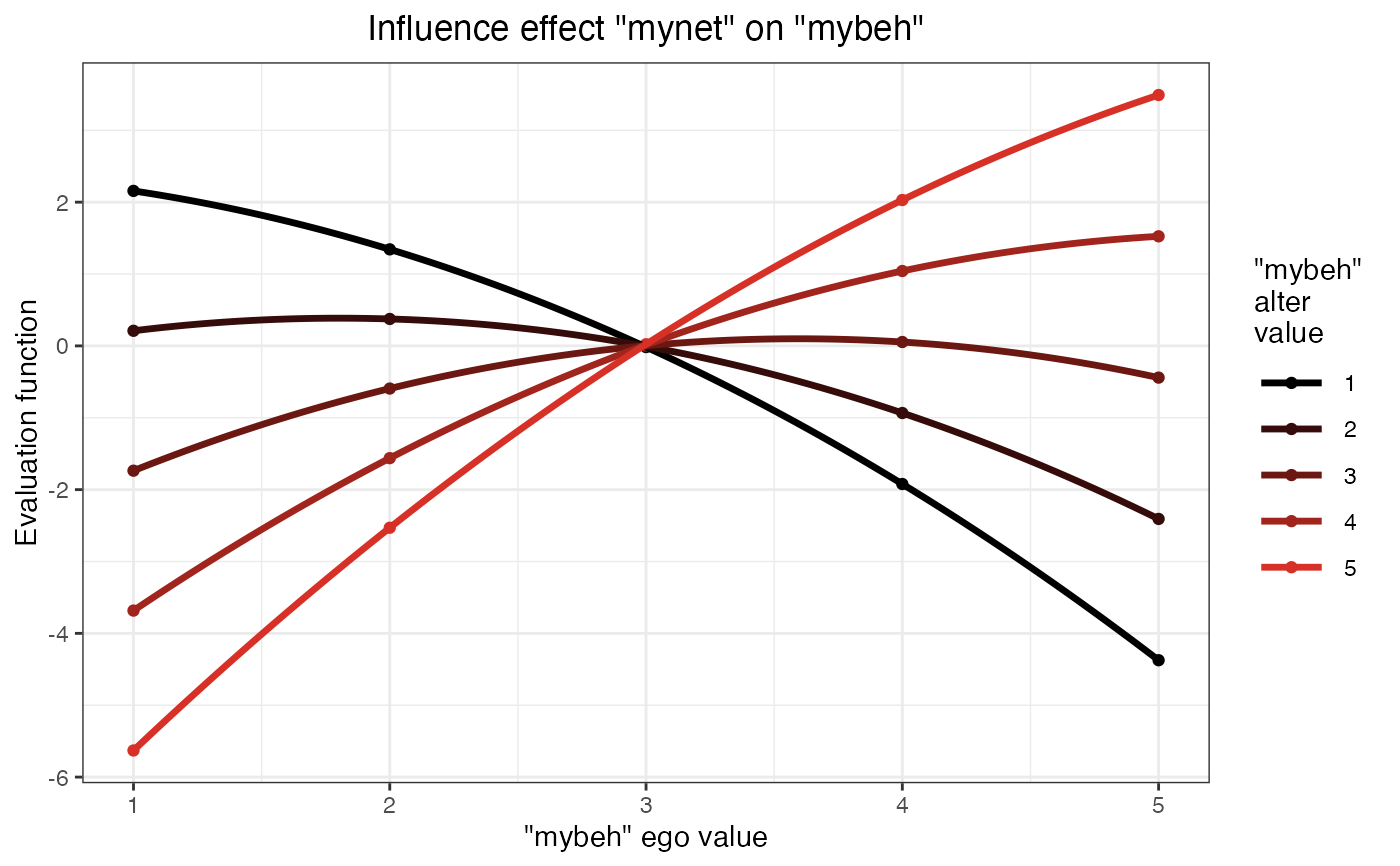 Influence effect "mynet" on "mybeh"
Evaluation function
2
0
-2
-4
-6
1 2 3 4 5
"mybeh" ego value
"mybeh"
alter
value
1
2
3
4
5